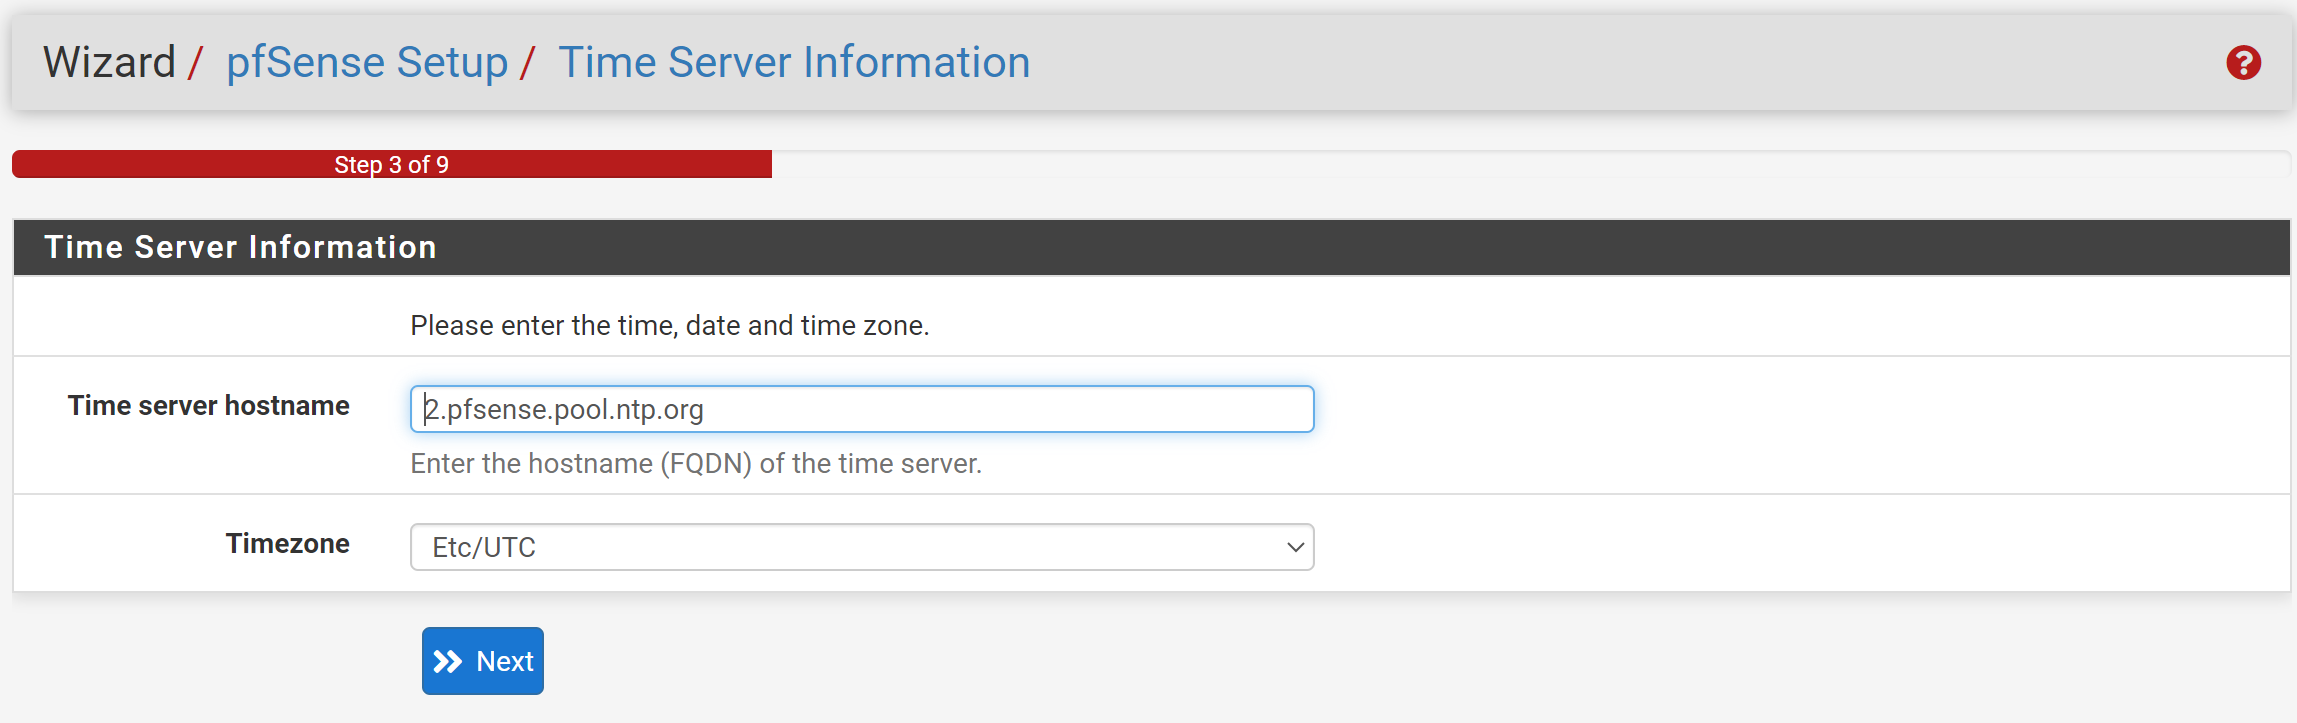 Wizard / pfSense Setup / Time Server Information
Step 3 of 9
Time Server Information
Please enter the time, date and time zone.
Time server hostname
2.pfsense.pool.ntp.org
Enter the hostname (FQDN) of the time server.
Timezone
Etc/UTC
Next